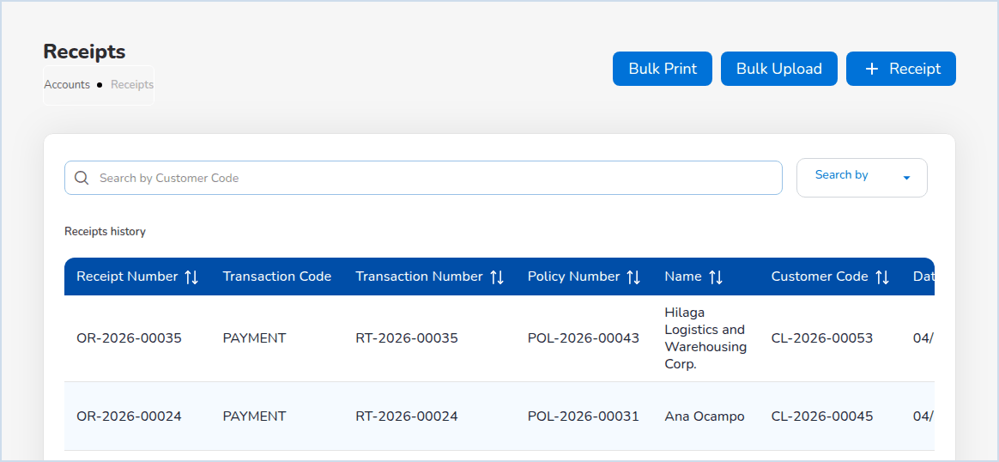 Receipts
Accounts • Receipts
Bulk Print
Bulk Upload
+ Receipt
Search by Customer Code
Search by
Receipts history
Receipt Number Transaction Code Transaction Number Policy Number Name Customer Code Dat
OR-2026-00035 PAYMENT RT-2026-00035 POL-2026-00043 Hilaga Logistics and Warehousing Corp. CL-2026-00053 04/
OR-2026-00024 PAYMENT RT-2026-00024 POL-2026-00031 Ana Ocampo CL-2026-00045 04/